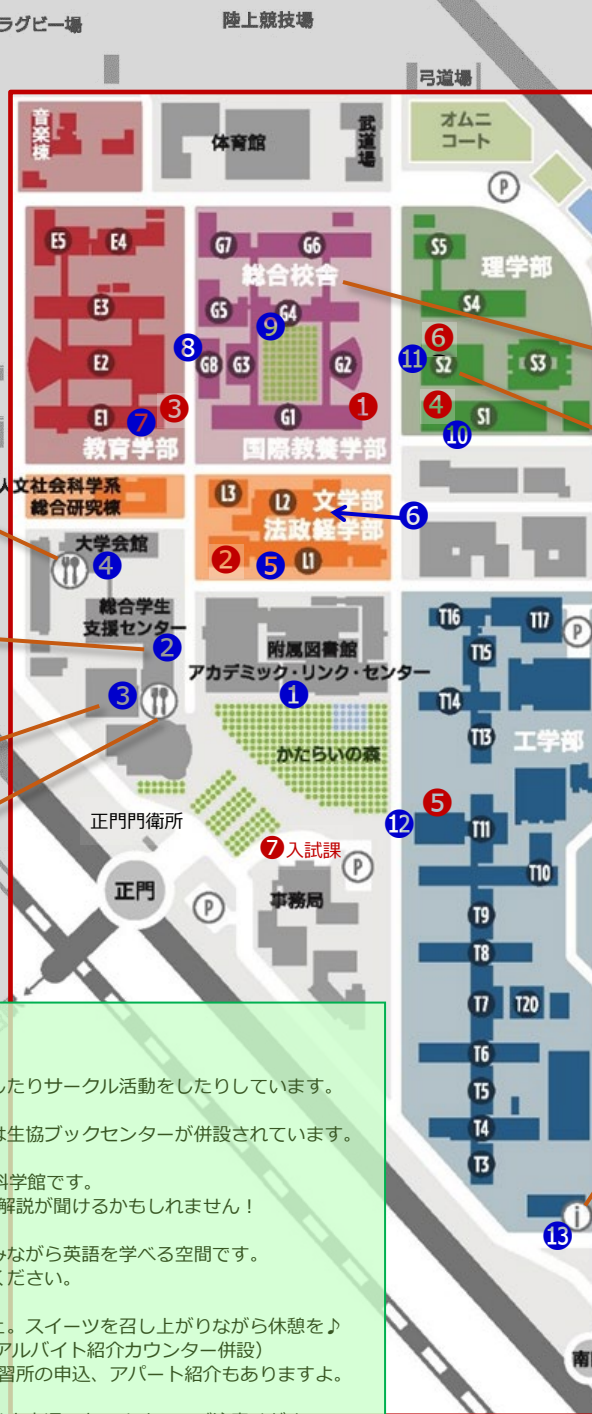 ラグビー場
陸上競技場
弓道場
音楽棟
体育館
武道場
オムニ
コート
P
E5
E4
G7
G6
S5
理学部
総合校舎
E3
G5
G4
S4
9
8
6
11
E2
G8
G3
G2
S2
S3
E1
7
3
G1
1
4
S1
10
教育学部
国際教養学部
人文社会科学系
総合研究棟
L3
L2
文学部
法政経学部
6
大学会館
4
2
5
L1
総合学生
支援センター
2
附属図書館
アカデミック・リンク・センター
3
1
T16
T17
P
T15
T14
T13
工学部
かたらいの森
正門門衛所
5
12
T11
7入試課
P
T10
正門
P
事務局
T9
T8
T7
T20
T6
T5
T4
T3
i
13
したりサークル活動をしたりしています。
は生協ブックセンターが併設されています。
科学館です。
解説が聞けるかもしれません！
みながら英語を学べる空間です。
ください。
と。スイーツを召し上がりながら休憩を♪
アルバイト紹介カウンター併設）
習所の申込、アパート紹介もありますよ。
南